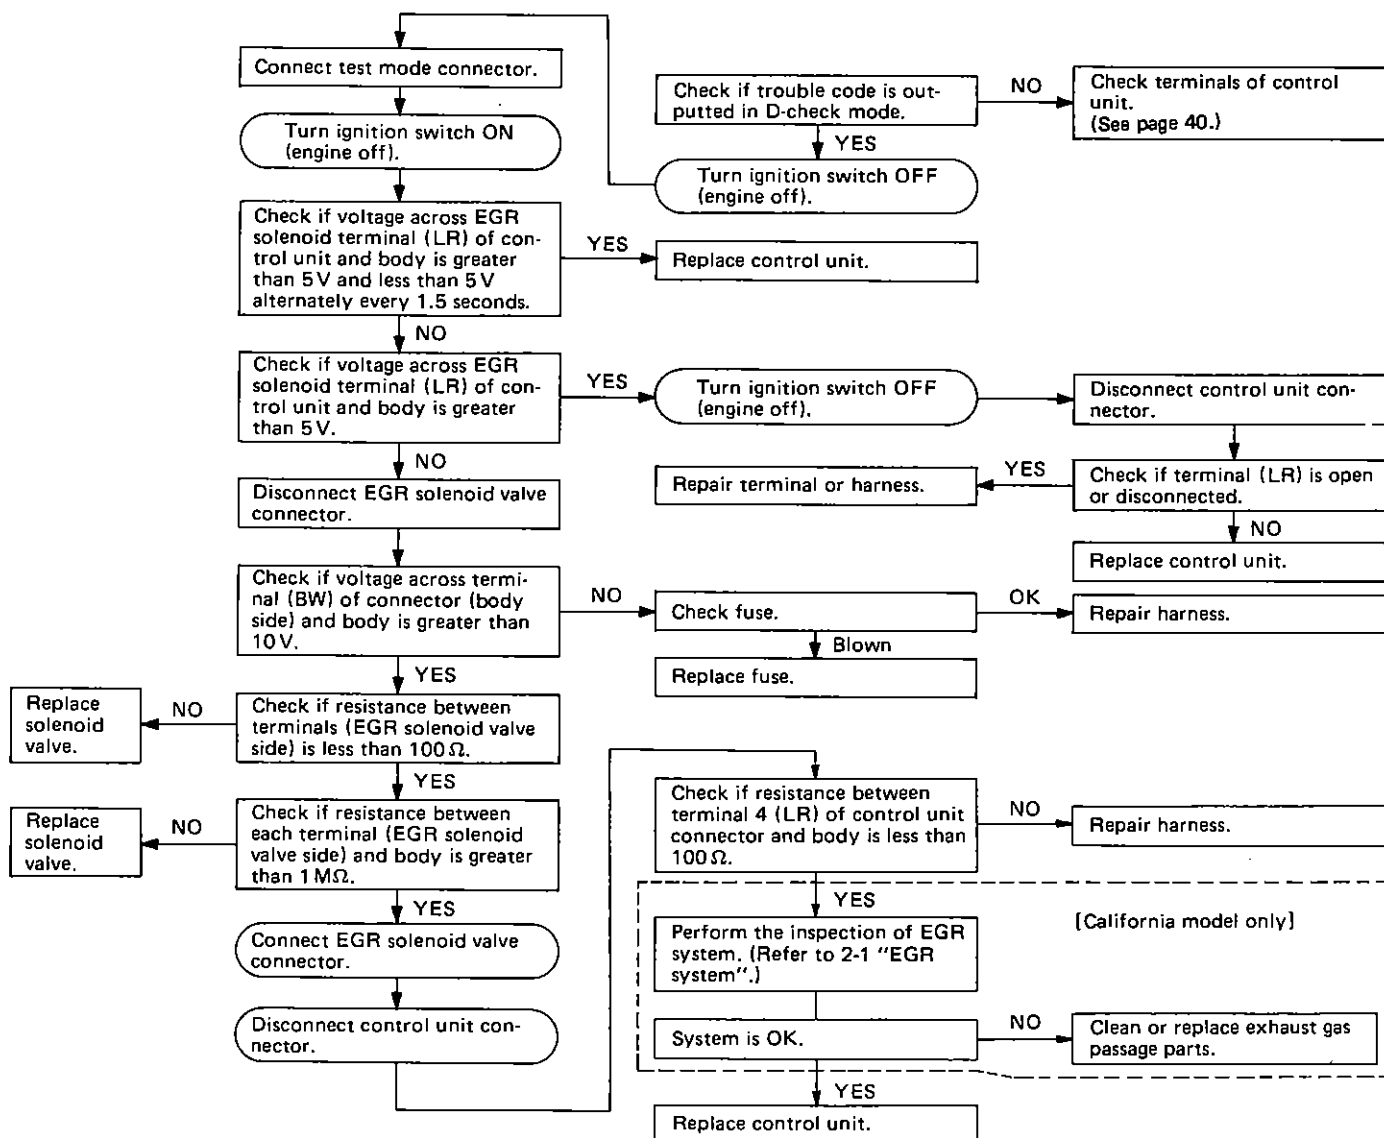 Connect test mode connector.
Turn ignition switch ON
(engine off).
Check if voltage across EGR
solenoid terminal (LR) of con-
trol unit and body is greater
than 5V and less than 5V
alternately every 1.5 seconds.
YES
Replace control unit.
NO
Check if trouble code is out-
putted in D-check mode.
NO
Check terminals of control
unit.
(See page 40.)
YES
Turn ignition switch OFF
(engine off).
Check if voltage across EGR
solenoid terminal (LR) of con-
trol unit and body is greater
than 5V.
YES
Turn ignition switch OFF
(engine off).
Disconnect control unit con-
nector.
NO
Disconnect EGR solenoid valve
connector.
Repair terminal or harness.
YES
Check if terminal (LR) is open
or disconnected.
NO
Replace control unit.
Check if voltage across termi-
nal (BW) of connector (body
side) and body is greater than
10V.
NO
Check fuse.
OK
Repair harness.
Blown
Replace fuse.
YES
Replace
solenoid
valve.
NO
Check if resistance between
terminals (EGR solenoid valve
side) is less than 100Ω.
YES
Replace
solenoid
valve.
NO
Check if resistance between
each terminal (EGR solenoid
valve side) and body is greater
than 1MΩ.
YES
Connect EGR solenoid valve
connector.
Disconnect control unit con-
nector.
Check if resistance between
terminal 4 (LR) of control unit
connector and body is less than
100Ω.
NO
Repair harness.
YES
[California model only]
Perform the inspection of EGR
system. (Refer to 2-1 "EGR
system".)
System is OK.
NO
Clean or replace exhaust gas
passage parts.
YES
Replace control unit.